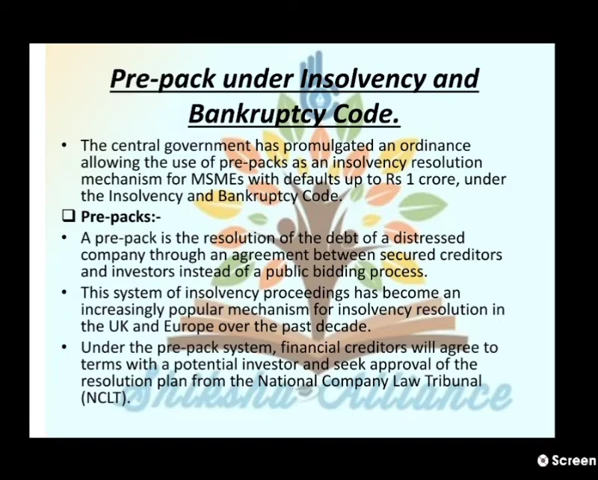 Pre-pack under Insolvency and
Bankruptcy Code.
• The central government has promulgated an ordinance
allowing the use of pre-packs as an insolvency resolution
mechanism for MSMEs with defaults up to Rs 1 crore, under
the Insolvency and Bankruptcy Code.
❑ Pre-packs:-
• A pre-pack is the resolution of the debt of a distressed
company through an agreement between secured creditors
and investors instead of a public bidding process.
• This system of insolvency proceedings has become an
increasingly popular mechanism for insolvency resolution in
the UK and Europe over the past decade.
• Under the pre-pack system, financial creditors will agree to
terms with a potential investor and seek approval of the
resolution plan from the National Company Law Tribunal
(NCLT).
Shiksha Alliance
Screen